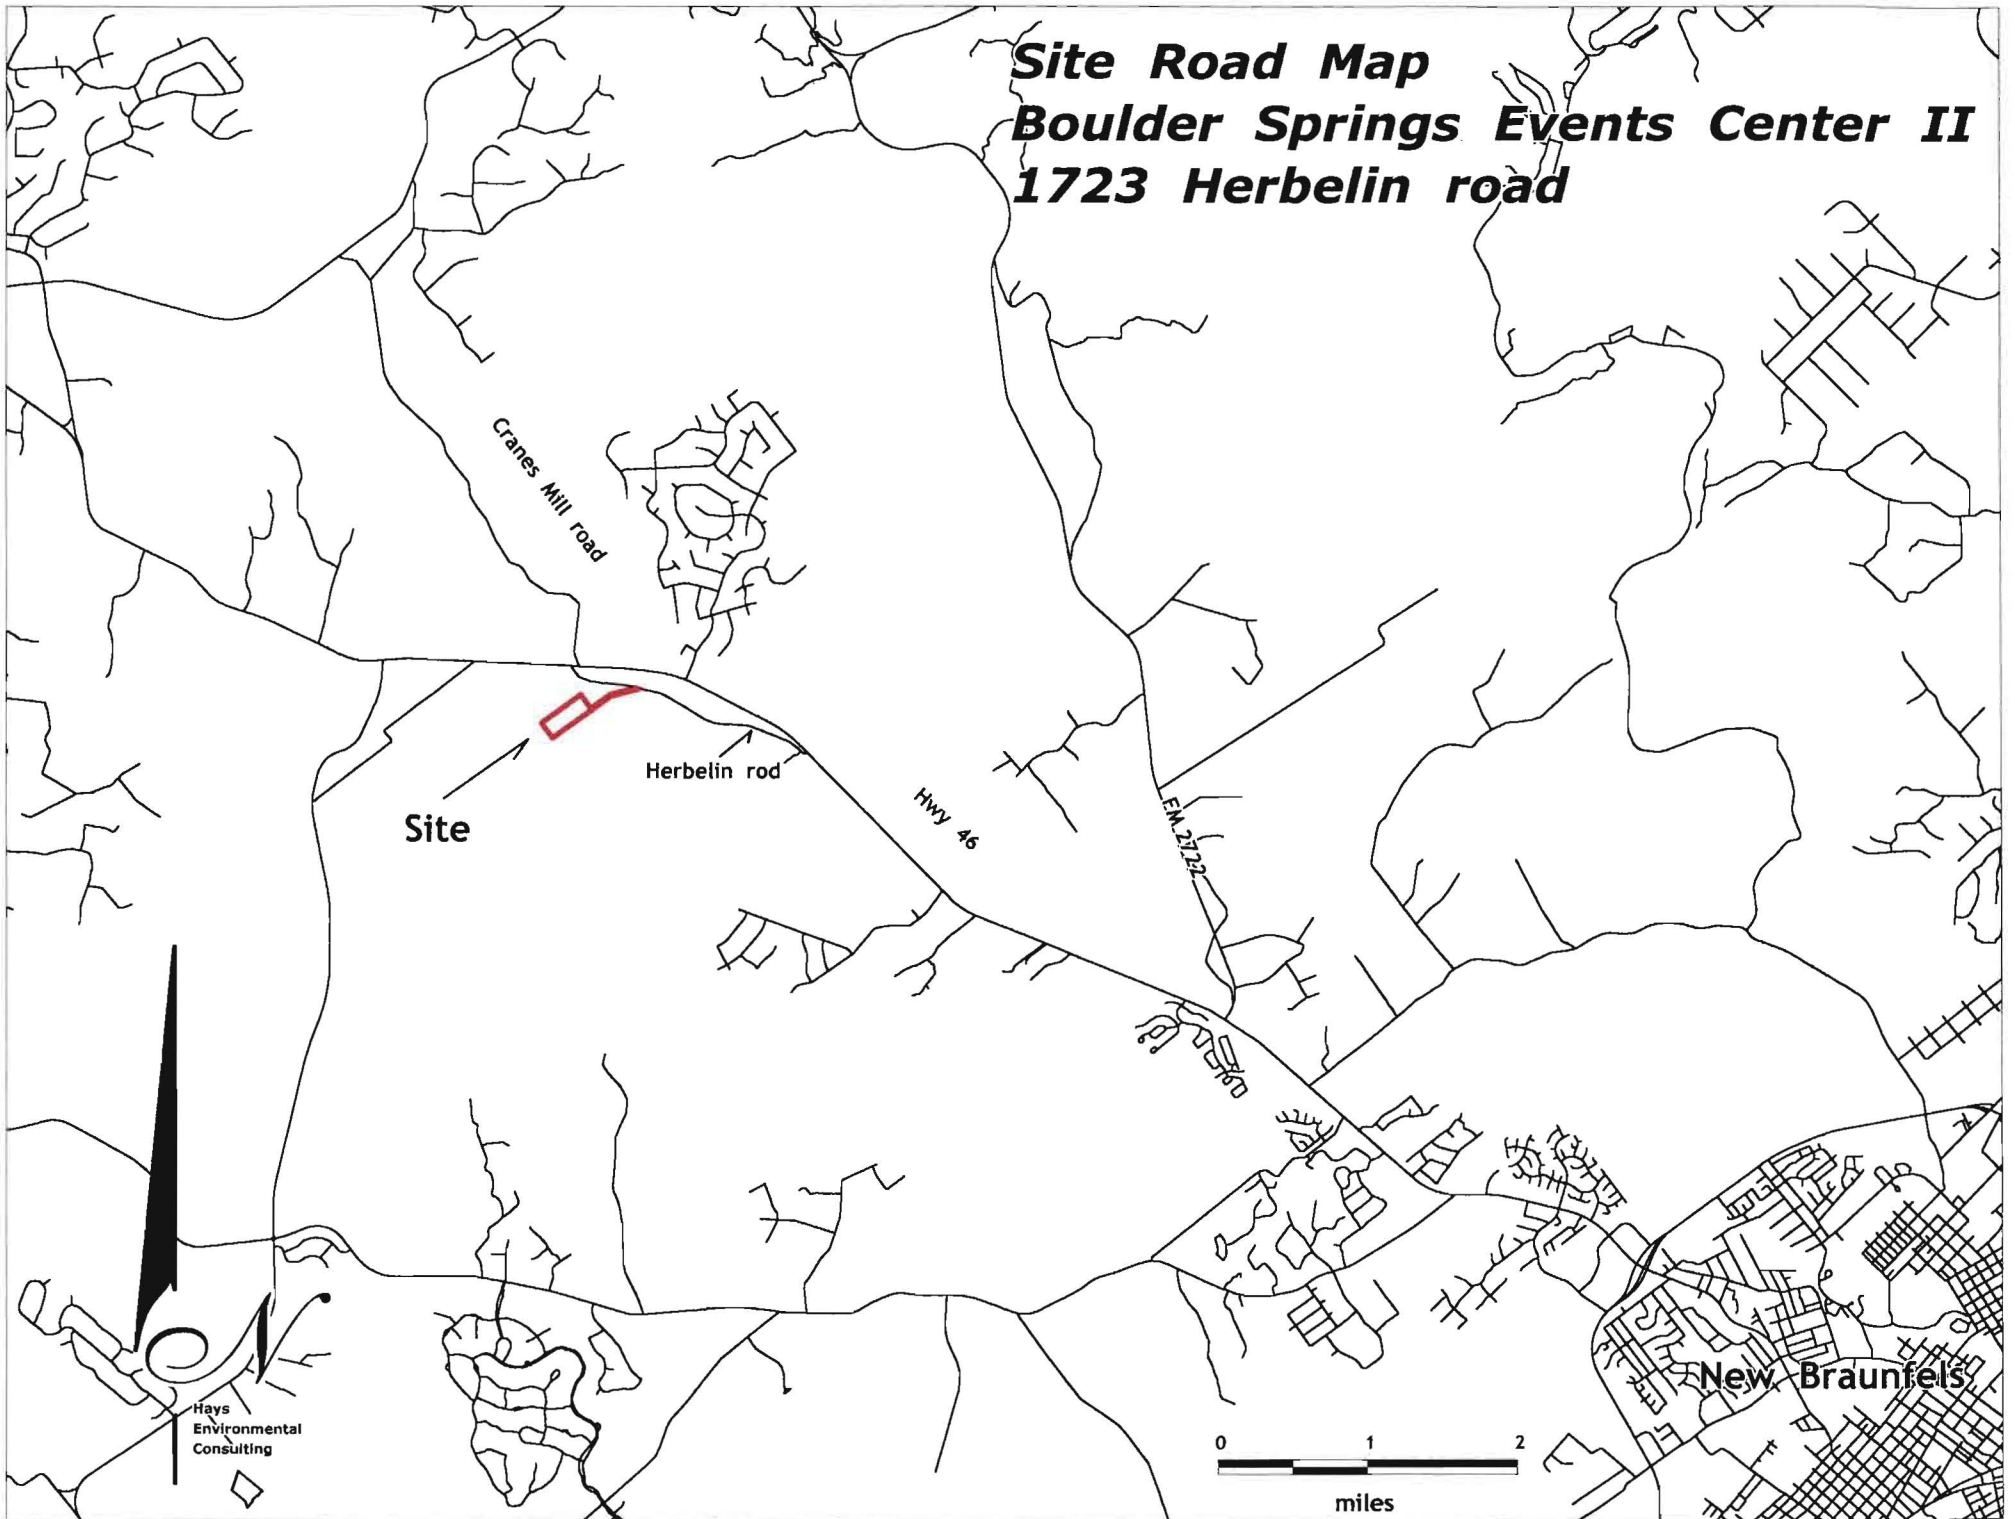 Site Road Map
Boulder Springs Events Center II
1723 Herbelin road
Cranes Mill road
Herbelin rod
Site
Hwy 46
FM 2722
New Braunfels
Hays
Environmental
Consulting
0 1 2
miles